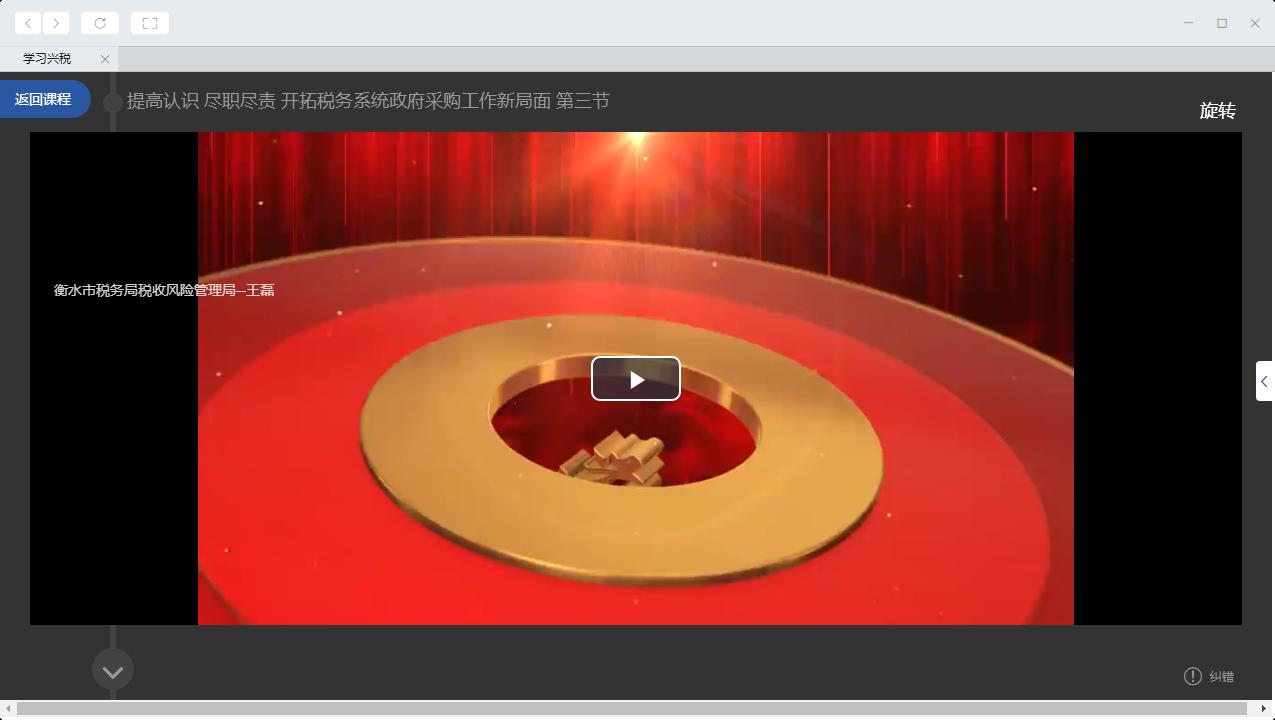 学习兴税
返回课程
提高认识 尽职尽责 开拓税务系统政府采购工作新局面 第三节
旋转
衡水市税务局税收风险管理局--王磊
纠错